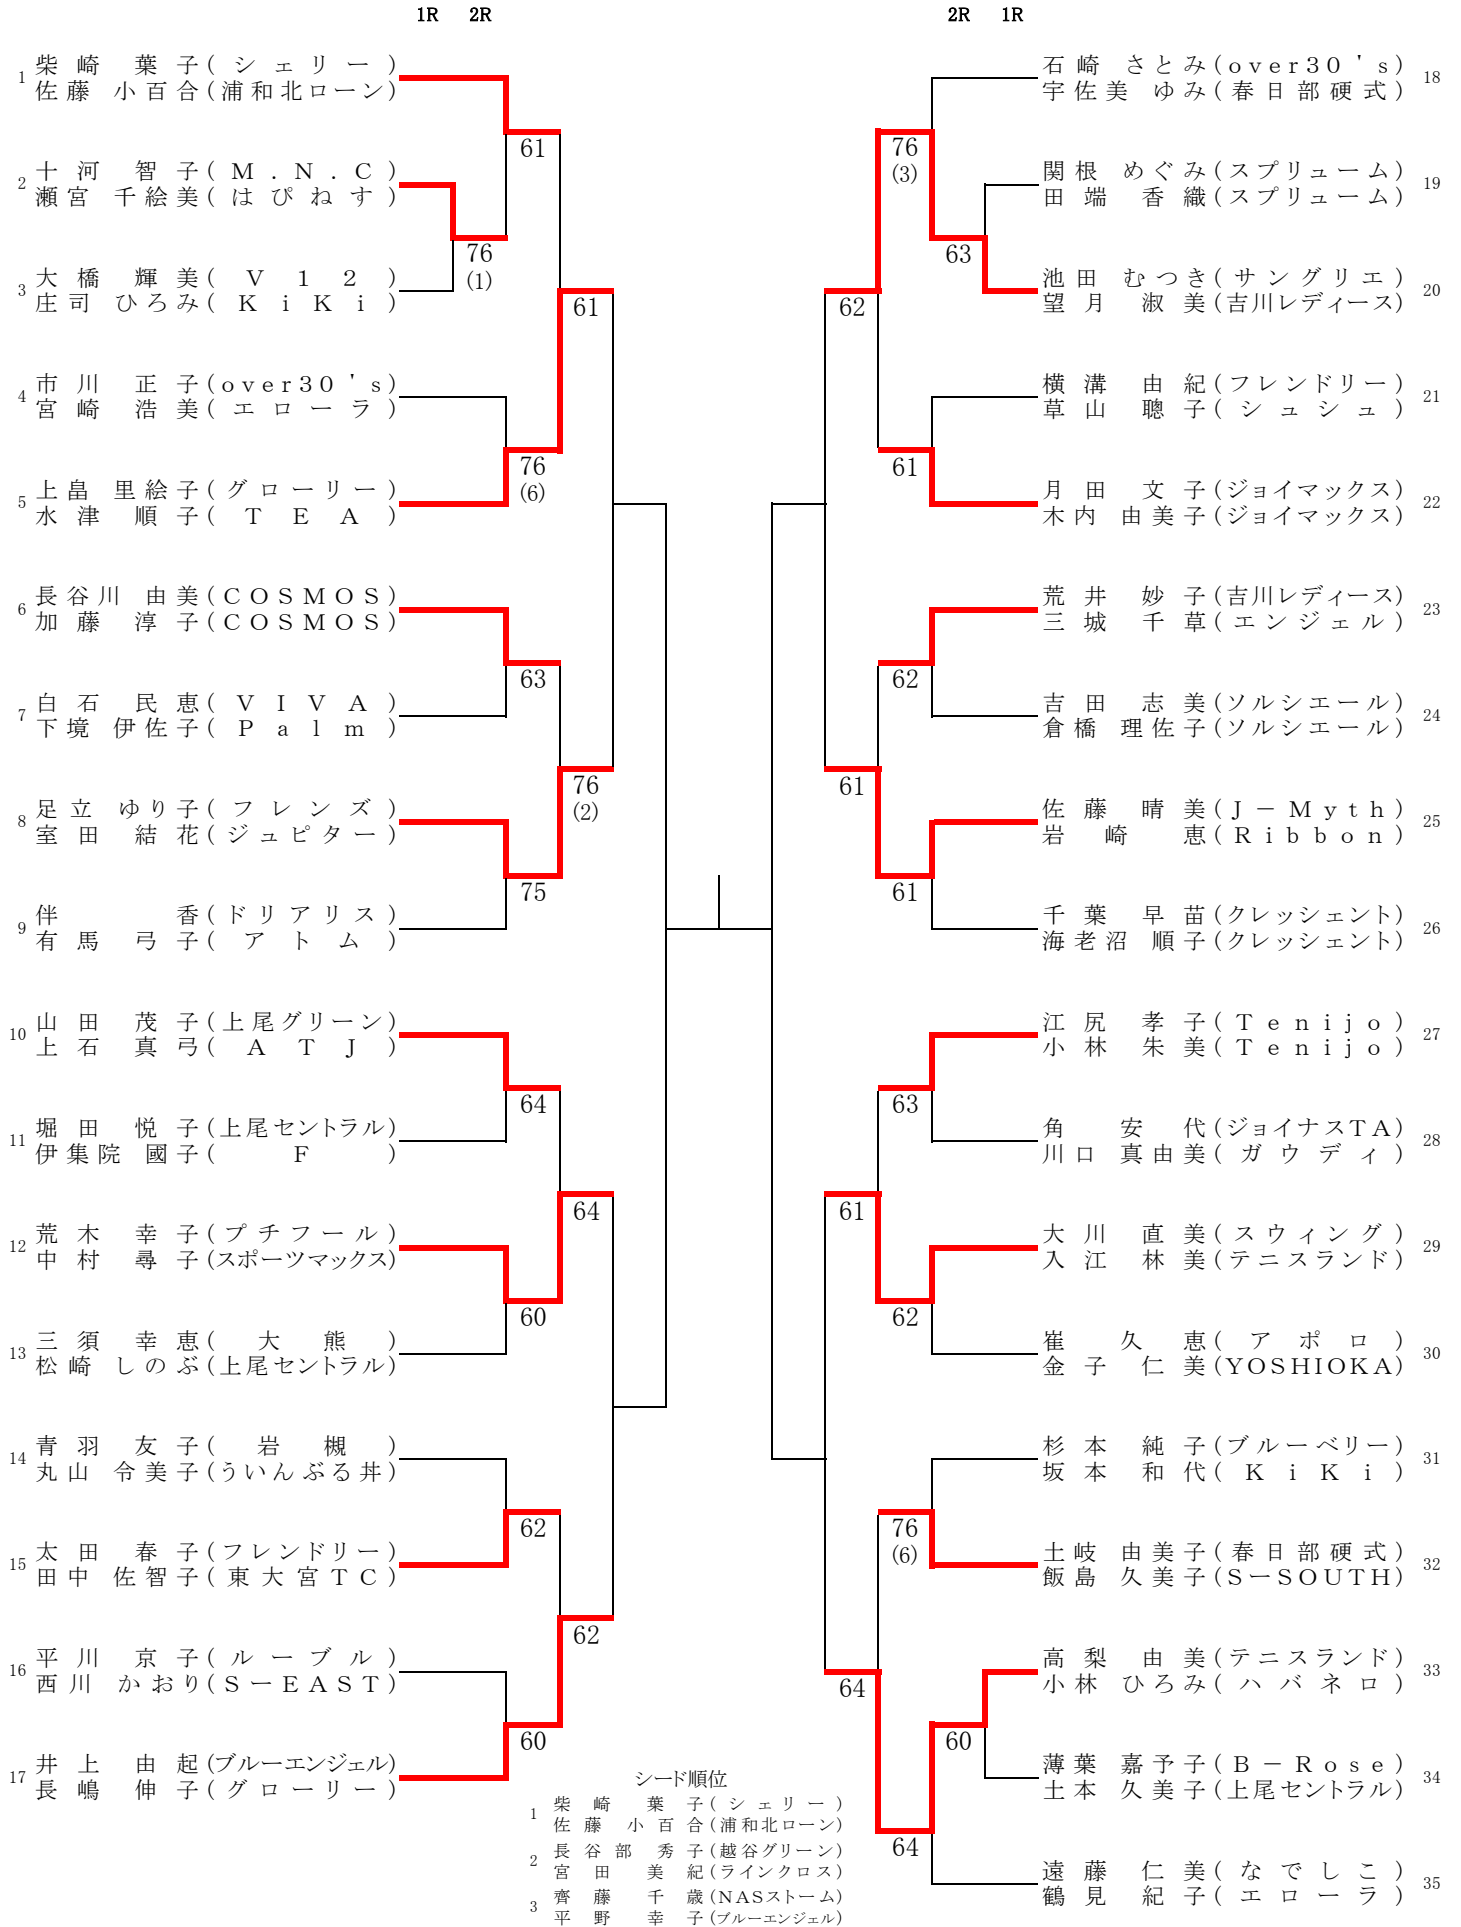 1R 2R
1 柴崎 葉子(シェリー)
佐藤 小百合(浦和北ローン)
61
2 十河 智子(M.N.C)
瀬宮 千絵美(はぴねす)
76
(1)
3 大橋 輝美(V12)
庄司 ひろみ(KiKi)
61
4 市川 正子(over30's)
宮崎 浩美(エローラ)
76
(6)
5 上畠 里絵子(グローリー)
水津 順子(TEA)
6 長谷川 由美(COSMOS)
加藤 淳子(COSMOS)
63
7 白石 民恵(VIVA)
下境 伊佐子(Palm)
76
(2)
8 足立 ゆり子(フレンズ)
室田 結花(ジュピター)
75
9 伴 香(ドリアリス)
有馬 弓子(アトム)
10 山田 茂子(上尾グリーン)
上石 真弓(ATJ)
64
11 堀田 悦子(上尾セントラル)
伊集院 國子(F)
64
12 荒木 幸子(プチフール)
中村 尋子(スポーツマックス)
60
13 三須 幸恵(大熊)
松崎 しのぶ(上尾セントラル)
14 青羽 友子(岩槻)
丸山 令美子(ういんぶる丼)
62
15 太田 春子(フレンドリー)
田中 佐智子(東大宮TC)
62
16 平川 京子(ルーブル)
西川 かおり(SーEAST)
60
17 井上 由起(ブルーエンジェル)
長嶋 伸子(グローリー)
2R 1R
石崎 さとみ(over30's) 18
宇佐美 ゆみ(春日部硬式)
76
(3)
関根 めぐみ(スプリューム) 19
田端 香織(スプリューム)
63
池田 むつき(サングリエ) 20
望月 淑美(吉川レディース)
62
横溝 由紀(フレンドリー) 21
草山 聰子(シュシュ)
61
月田 文子(ジョイマックス) 22
木内 由美子(ジョイマックス)
荒井 妙子(吉川レディース) 23
三城 千草(エンジェル)
62
吉田 志美(ソルシエール) 24
倉橋 理佐子(ソルシエール)
61
佐藤 晴美(J－Myth) 25
岩崎 恵(Ribbon)
61
千葉 早苗(クレッシェント) 26
海老沼 順子(クレッシェント)
江尻 孝子(Tenijo) 27
小林 朱美(Tenijo)
63
角 安代(ジョイナスTA) 28
川口 真由美(ガウディ)
61
大川 直美(スウィング) 29
入江 林美(テニスランド)
62
崔 久恵(アポロ) 30
金子 仁美(YOSHIOKA)
杉本 純子(ブルーベリー) 31
坂本 和代(KiKi)
76
(6)
土岐 由美子(春日部硬式) 32
飯島 久美子(SーSOUTH)
64
高梨 由美(テニスランド) 33
小林 ひろみ(ハバネロ)
60
薄葉 嘉予子(B－Rose) 34
土本 久美子(上尾セントラル)
64
遠藤 仁美(なでしこ) 35
鶴見 紀子(エローラ)
シード順位
1 柴崎 葉子(シェリー)
佐藤 小百合(浦和北ローン)
2 長谷部 秀子(越谷グリーン)
宮田 美紀(ラインクロス)
3 齊藤 千歳(NASストーム)
平野 幸子(ブルーエンジェル)